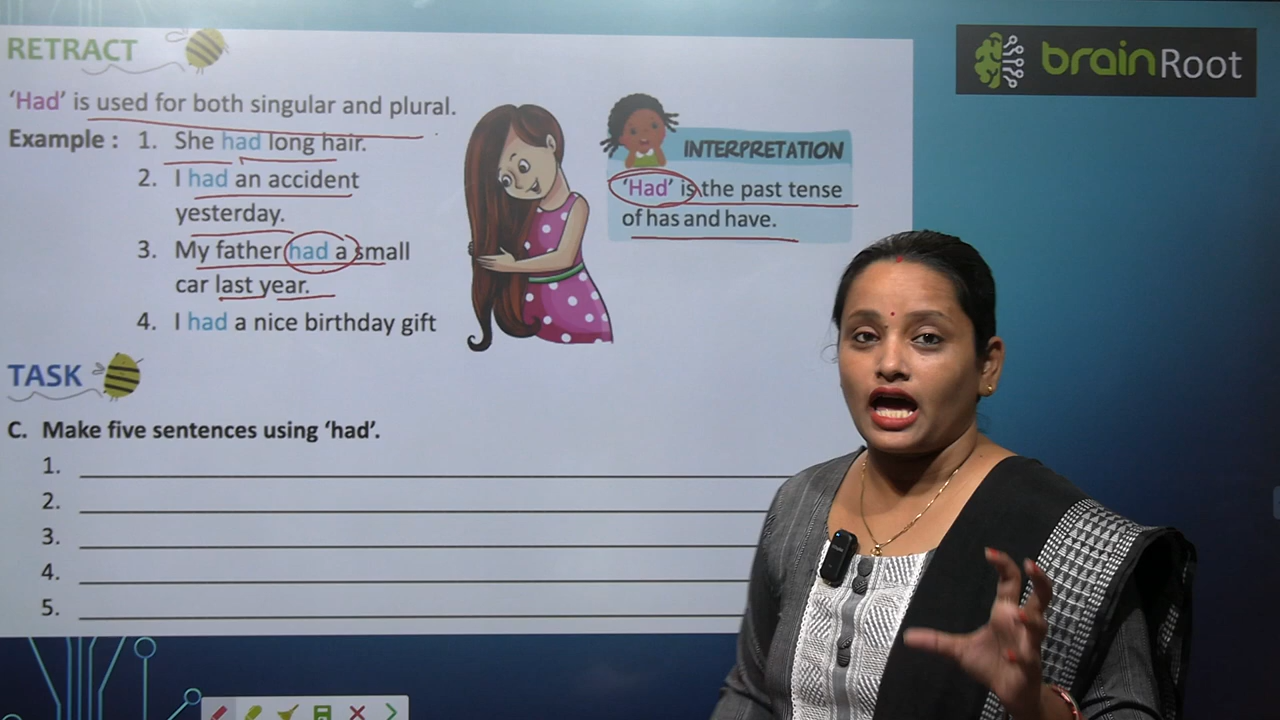 RETRACT
'Had' is used for both singular and plural.
Example : 1. She had long hair.
2. I had an accident
yesterday.
3. My father had a small
car last year.
4. I had a nice birthday gift
INTERPRETATION
'Had' is the past tense
of has and have.
TASK
C. Make five sentences using 'had'.
1.
2.
3.
4.
5.
brainRoot